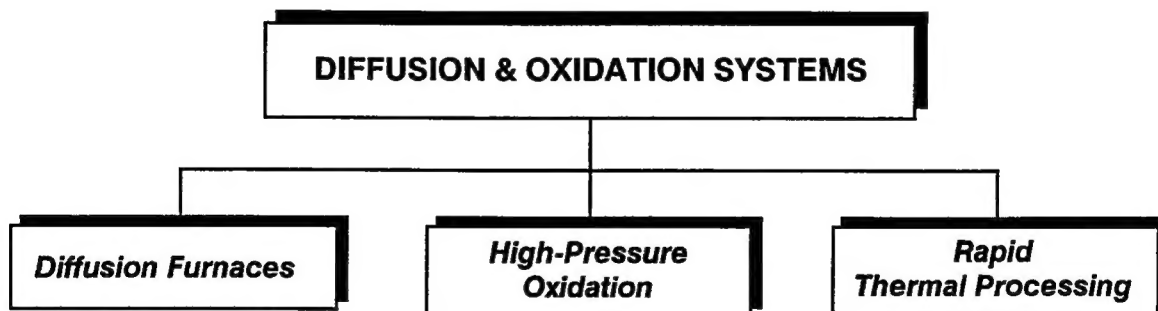 DIFFUSION & OXIDATION SYSTEMS
Diffusion Furnaces
High-Pressure
Oxidation
Rapid
Thermal Processing